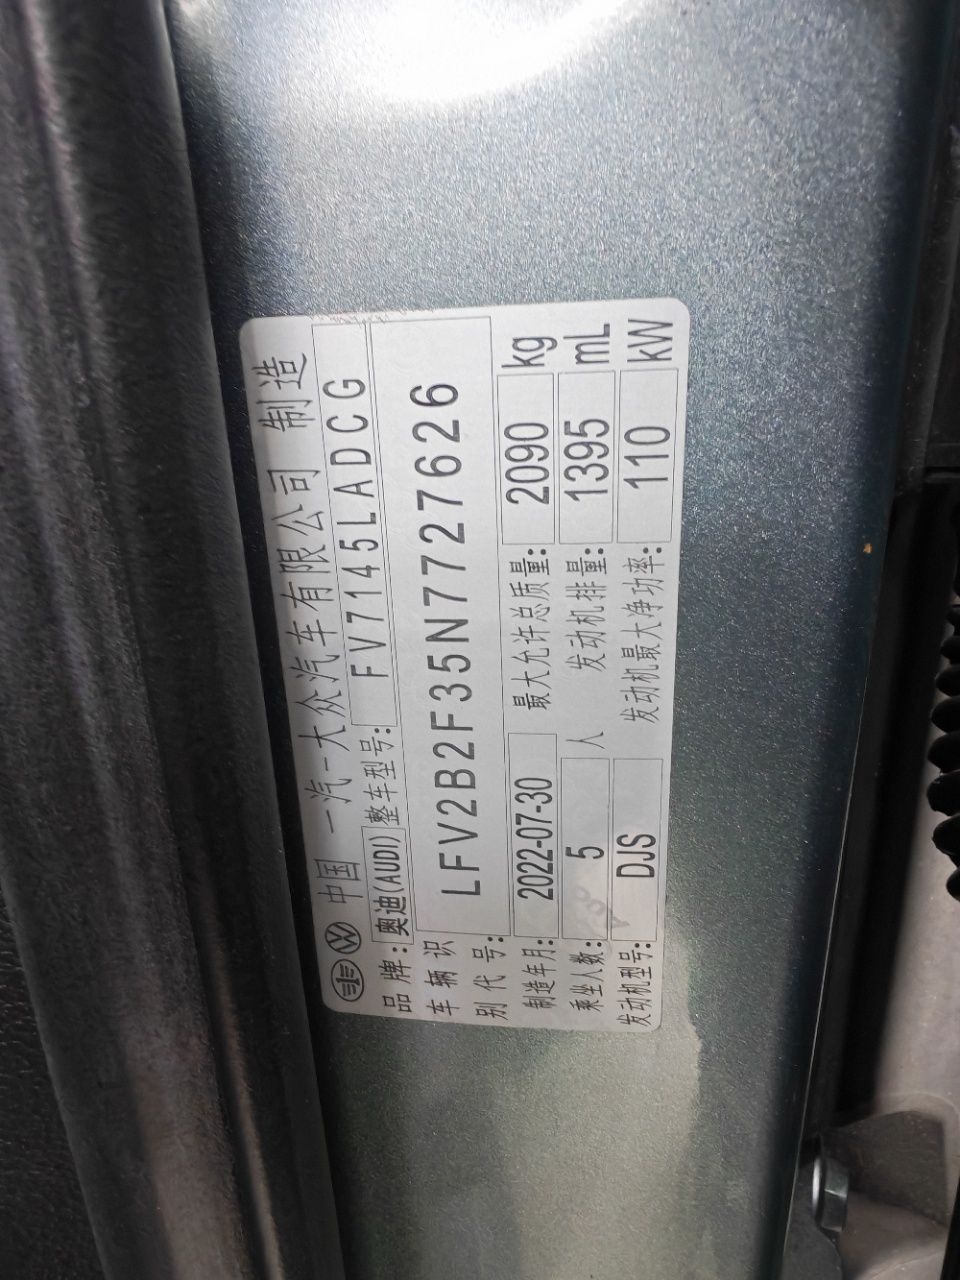 中国 一汽-大众汽车有限公司 制造
品牌: 奥迪(AUDI) 整车型号: FV7145LADCG
车辆识别代号: LFV2B2F35N7727626
制造年月: 2022-07-30 最大允许总质量: 2090 kg
乘坐人数: 5 人 发动机排量: 1395 mL
发动机型号: DJS 发动机最大净功率: 110 kW